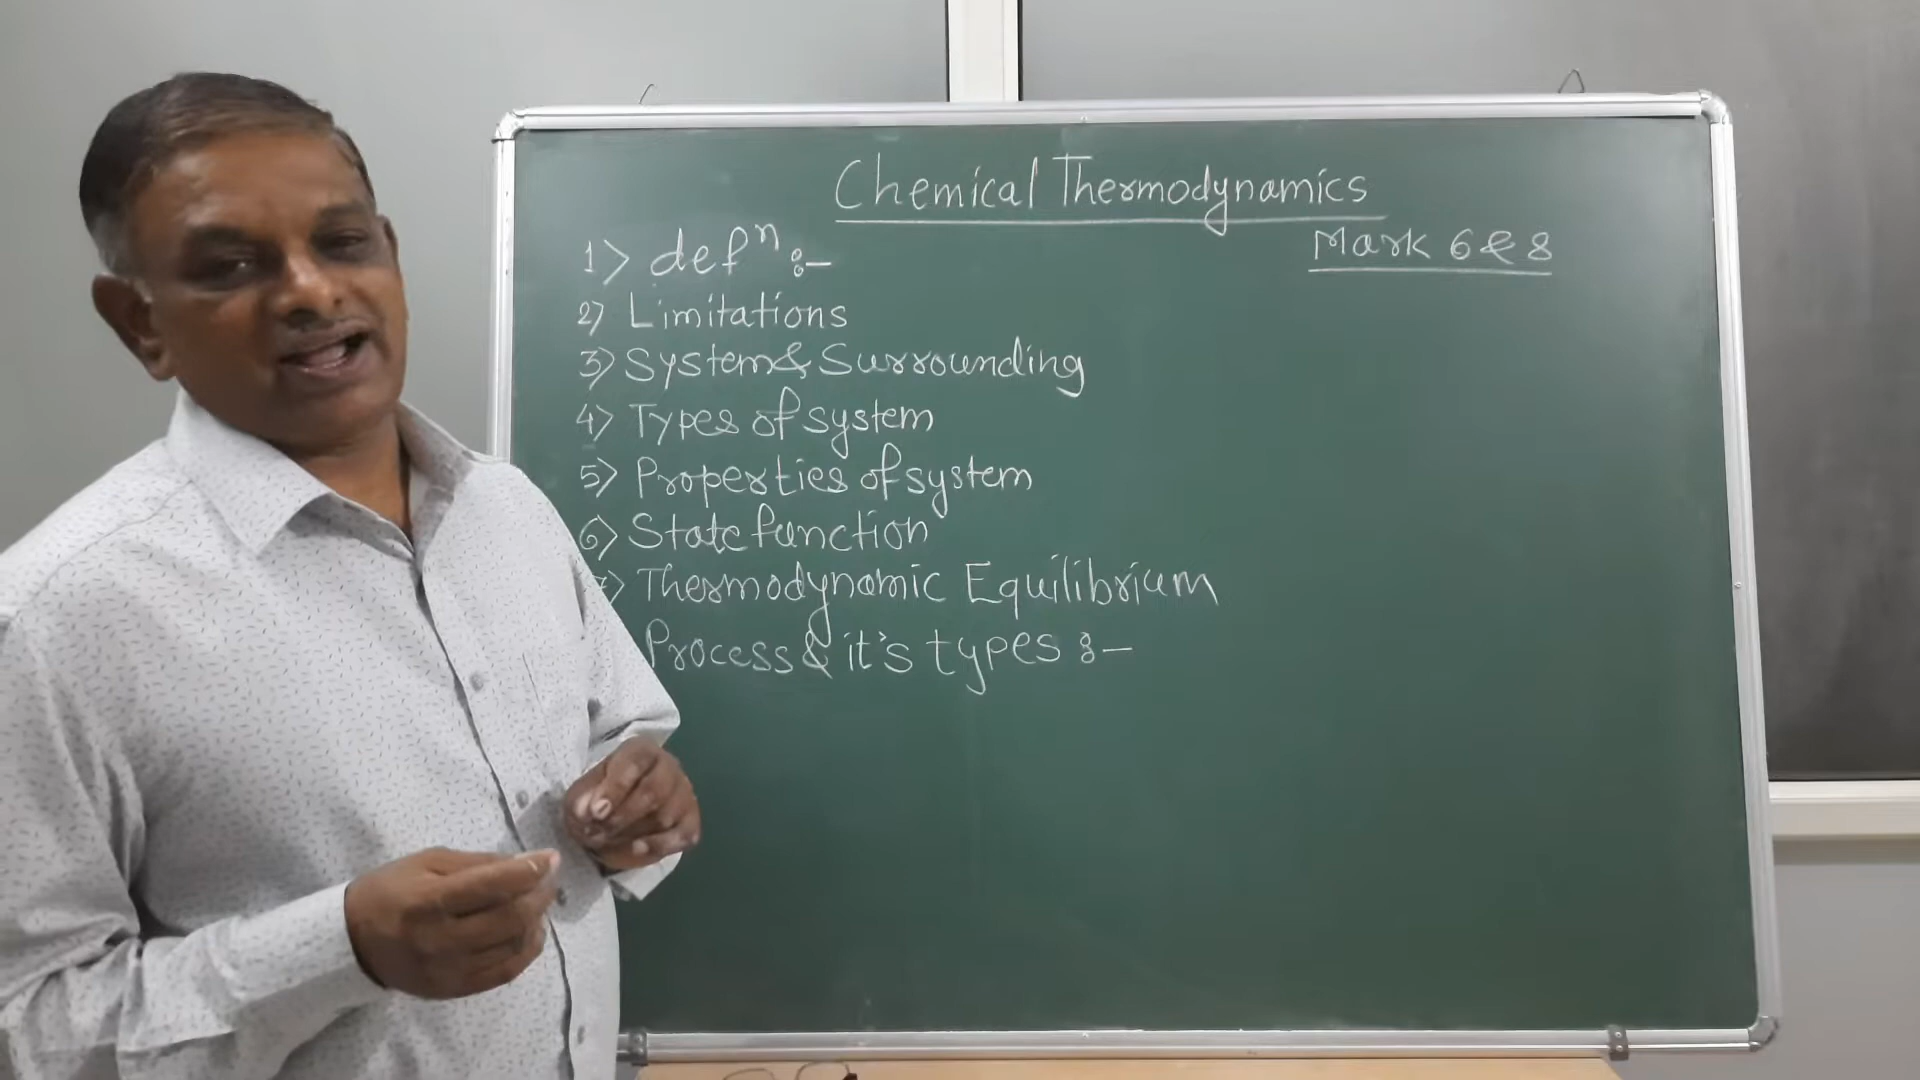 Chemical Thermodynamics
Mark 6 & 8
1> defⁿ :-
2) Limitations
3) System & Surrounding
4) Types of system
5) Properties of system
6) State function
7) Thermodynamic Equilibrium
Process & it's types :-